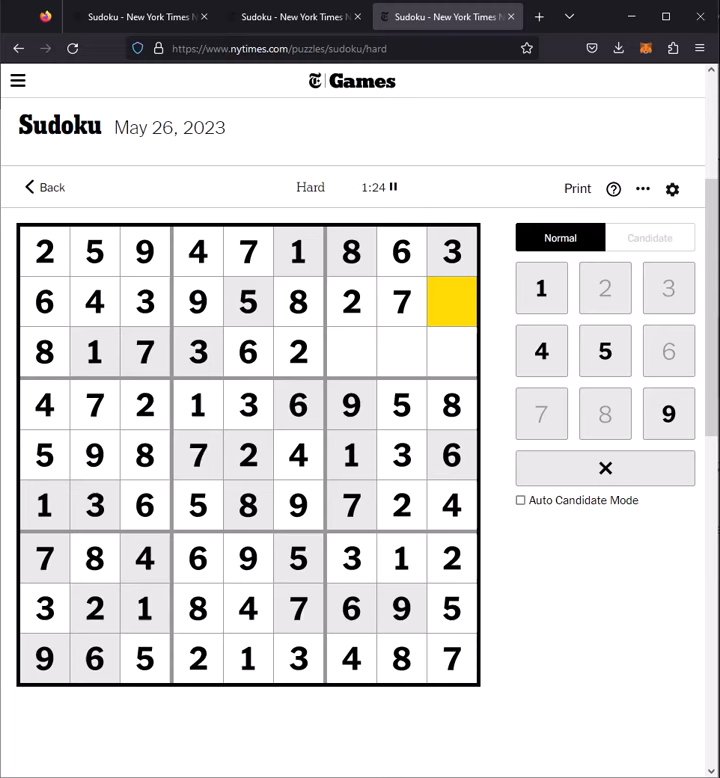 Sudoku - New York Times N
Sudoku - New York Times N
Sudoku - New York Times N
https://www.nytimes.com/puzzles/sudoku/hard
T Games
Sudoku May 26, 2023
Back
Hard
1:24
Print
2 5 9 4 7 1 8 6 3
6 4 3 9 5 8 2 7
8 1 7 3 6 2
4 7 2 1 3 6 9 5 8
5 9 8 7 2 4 1 3 6
1 3 6 5 8 9 7 2 4
7 8 4 6 9 5 3 1 2
3 2 1 8 4 7 6 9 5
9 6 5 2 1 3 4 8 7
Normal Candidate
1 2 3
4 5 6
7 8 9
Auto Candidate Mode